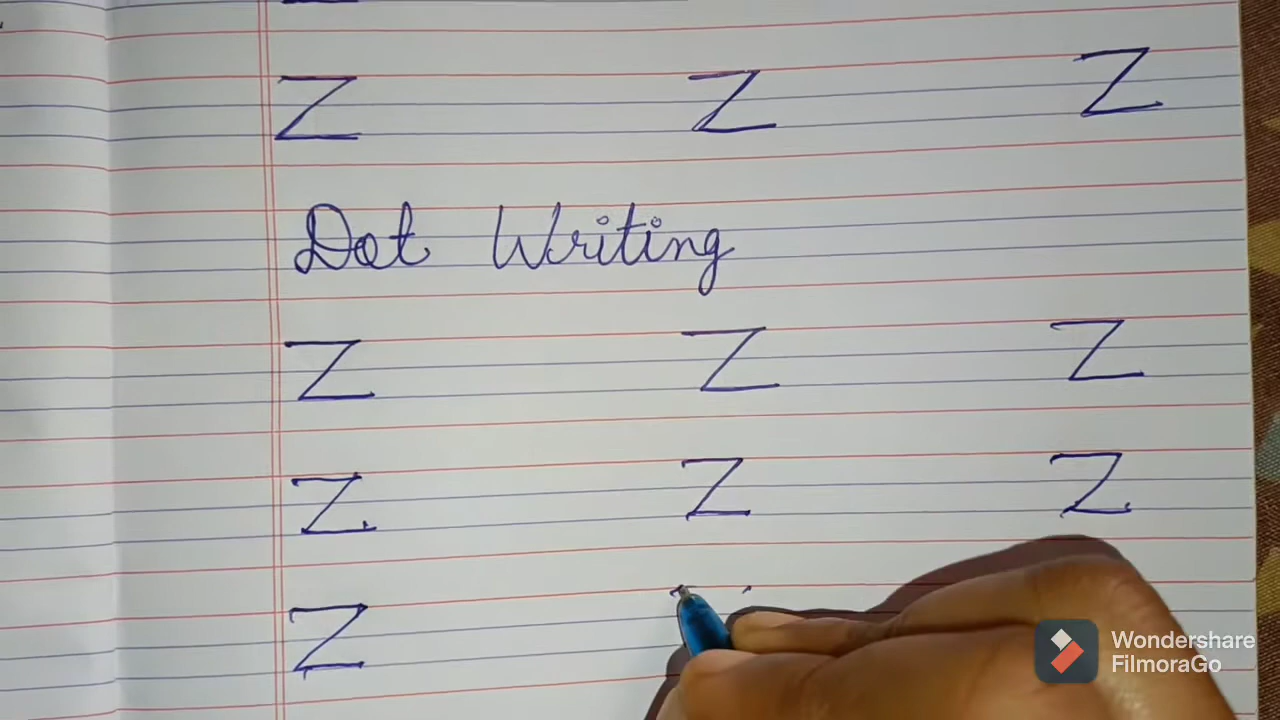 Z Z Z
Dot Writing
Z Z Z
Z Z Z
Z
Wondershare
FilmoraGo